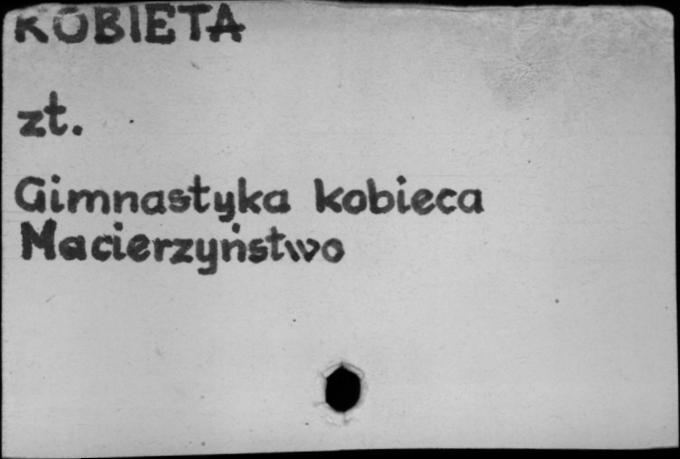 KOBIETA
zt.
Gimnastyka kobieca
Macierzyństwo